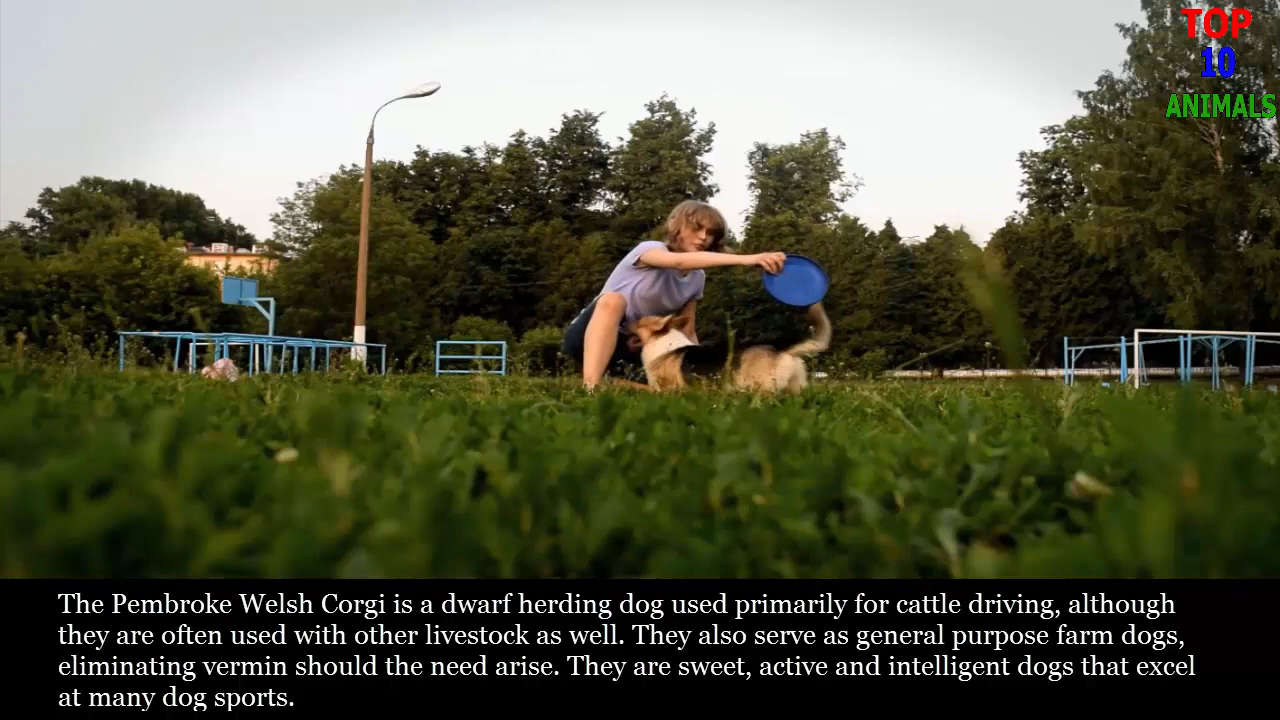 TOP
10
ANIMALS
The Pembroke Welsh Corgi is a dwarf herding dog used primarily for cattle driving, although
they are often used with other livestock as well. They also serve as general purpose farm dogs,
eliminating vermin should the need arise. They are sweet, active and intelligent dogs that excel
at many dog sports.